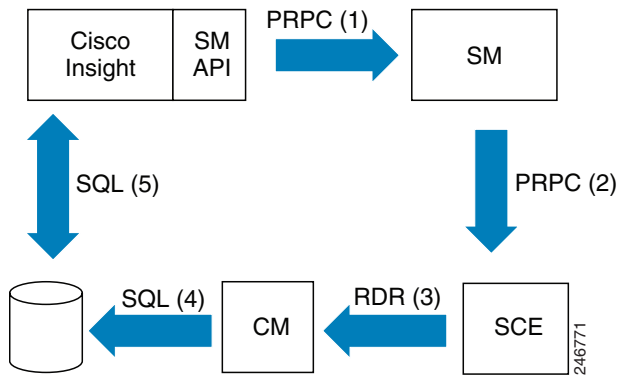 PRPC (1)
Cisco
Insight
SM
API
SM
SQL (5)
PRPC (2)
SQL (4)
RDR (3)
CM
SCE
246771